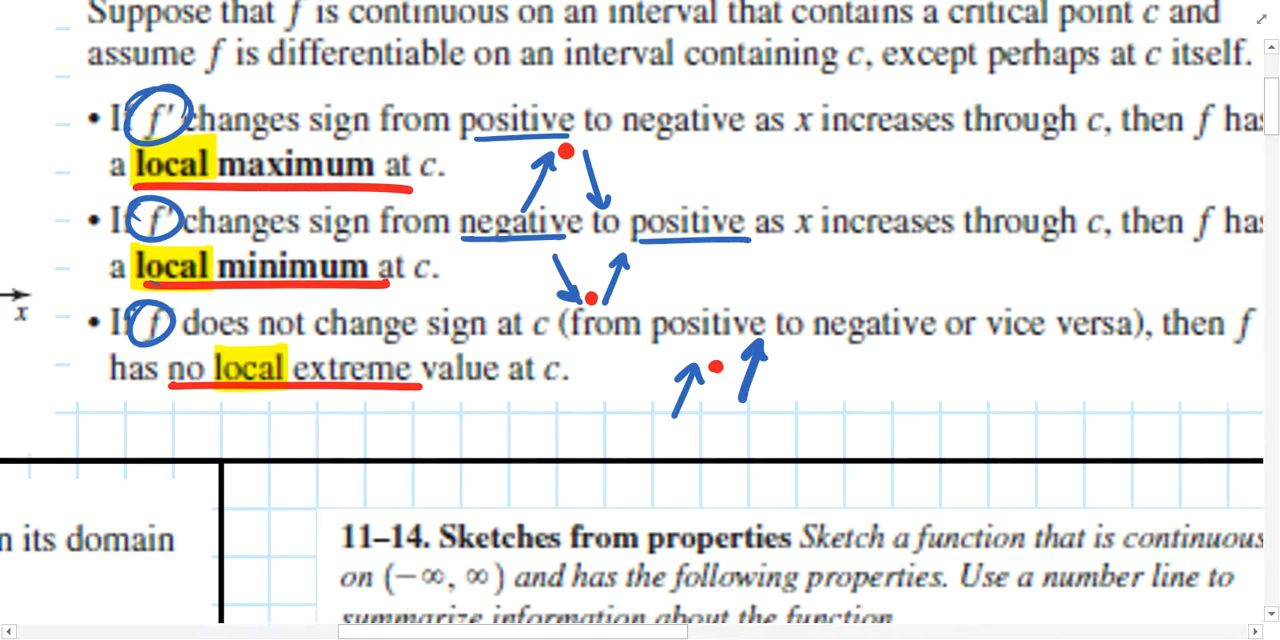 Suppose that f is continuous on an interval that contains a critical point c and
assume f is differentiable on an interval containing c, except perhaps at c itself.
• If f′ changes sign from positive to negative as x increases through c, then f has
a local maximum at c.
• If f′ changes sign from negative to positive as x increases through c, then f has
a local minimum at c.
x
• If f′ does not change sign at c (from positive to negative or vice versa), then f
has no local extreme value at c.
n its domain
11–14. Sketches from properties Sketch a function that is continuous
on (−∞, ∞) and has the following properties. Use a number line to
summarize information about the function